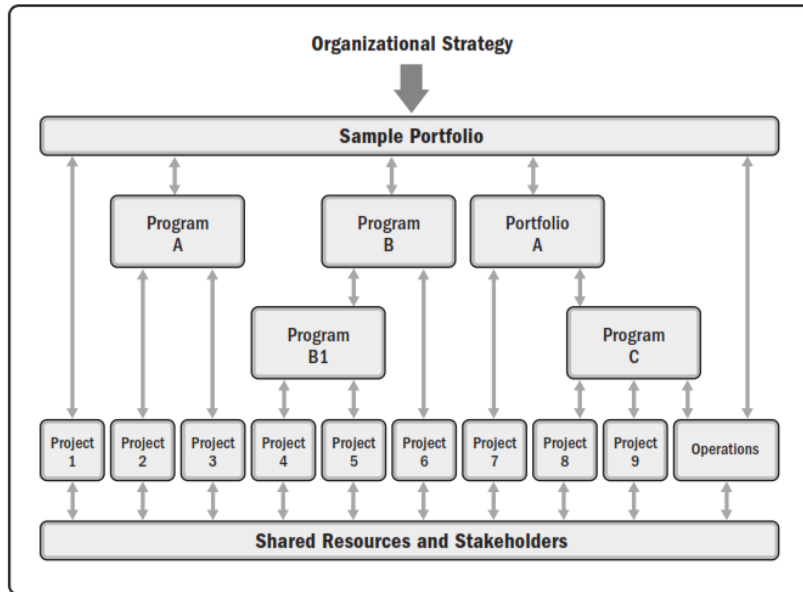 Organizational Strategy
Sample Portfolio
Program
A
Program
B
Portfolio
A
Program
B1
Program
C
Project
1
Project
2
Project
3
Project
4
Project
5
Project
6
Project
7
Project
8
Project
9
Operations
Shared Resources and Stakeholders